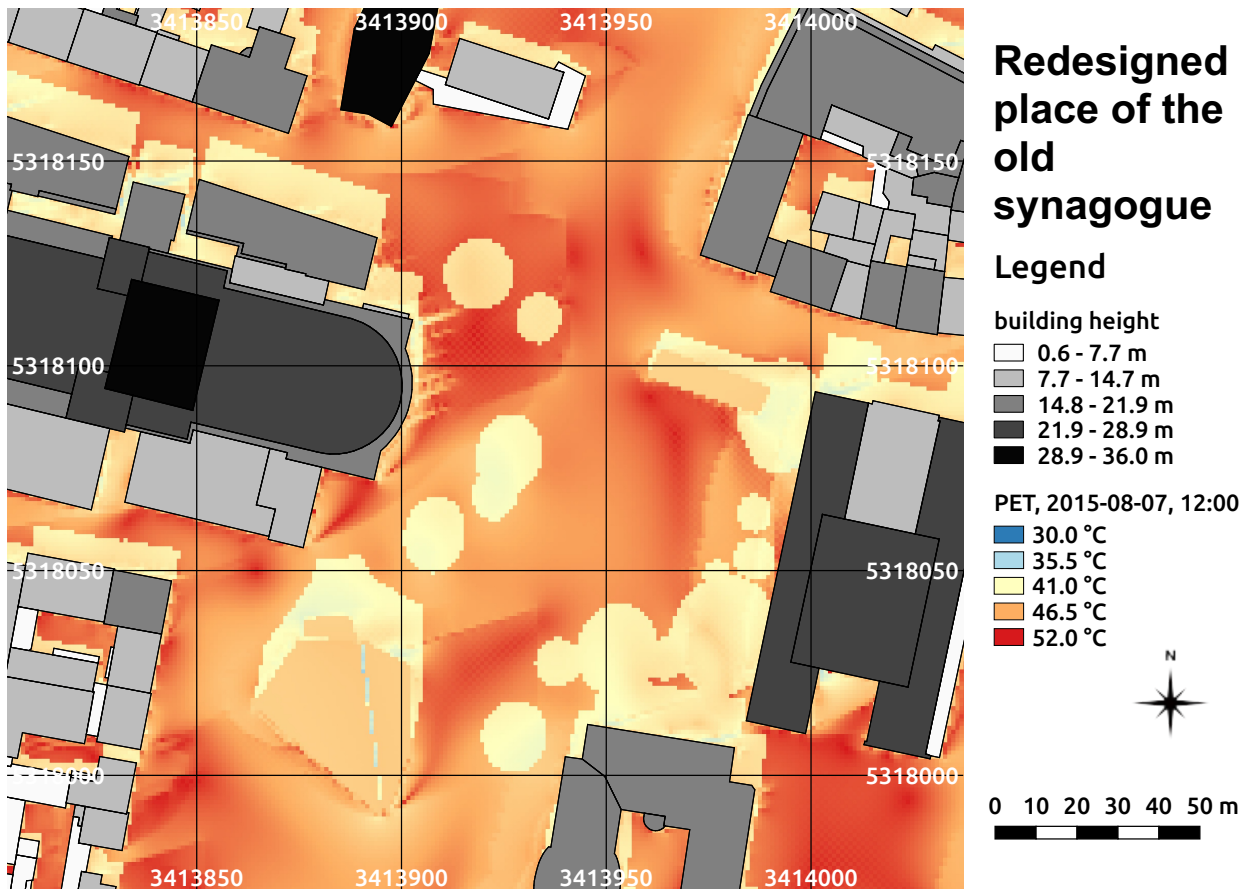 3413850 3413900 3413950 3414000
5318150 5318150
5318100 5318100
5318050 5318050
5318000 5318000
3413850 3413900 3413950 3414000
Redesigned
place of the
old
synagogue
Legend
building height
0.6 - 7.7 m
7.7 - 14.7 m
14.8 - 21.9 m
21.9 - 28.9 m
28.9 - 36.0 m
PET, 2015-08-07, 12:00
30.0 °C
35.5 °C
41.0 °C
46.5 °C
52.0 °C
N
0 10 20 30 40 50 m